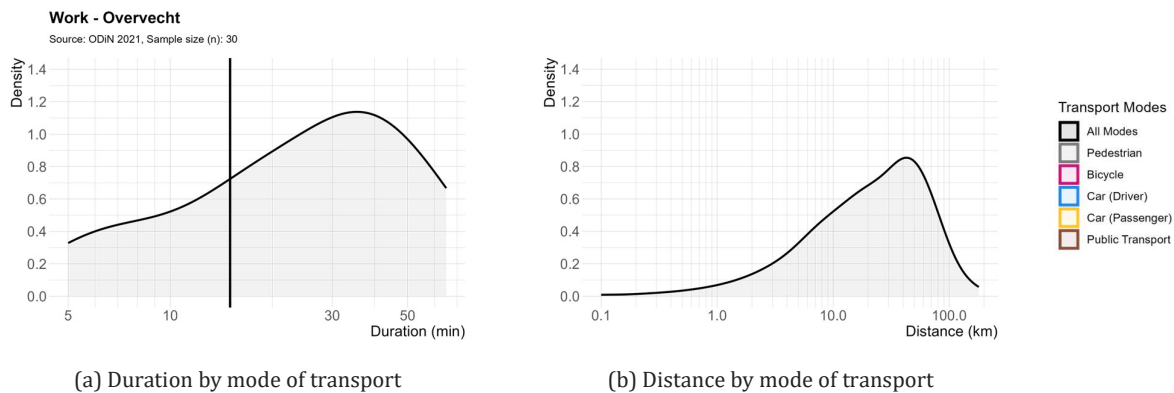 Work - Overvecht
Source: ODiN 2021, Sample size (n): 30
Density
1.4
1.2
1.0
0.8
0.6
0.4
0.2
0.0
5
10
30
50
Duration (min)
(a) Duration by mode of transport
Density
1.4
1.2
1.0
0.8
0.6
0.4
0.2
0.0
0.1
1.0
10.0
100.0
Distance (km)
(b) Distance by mode of transport
Transport Modes
All Modes
Pedestrian
Bicycle
Car (Driver)
Car (Passenger)
Public Transport